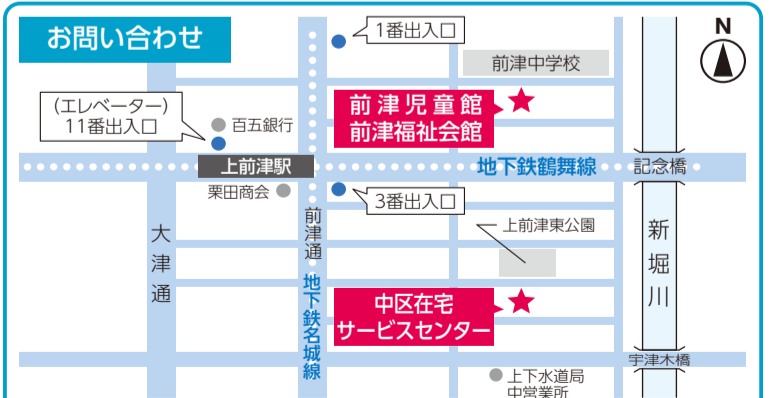 お問い合わせ
N
1番出入口
前津中学校
(エレベーター)
11番出入口
百五銀行
前津児童館
前津福祉会館
上前津駅
地下鉄鶴舞線
記念橋
栗田商会
3番出入口
前津通
上前津東公園
大津通
新堀川
地下鉄名城線
中区在宅
サービスセンター
宇津木橋
上下水道局
中営業所